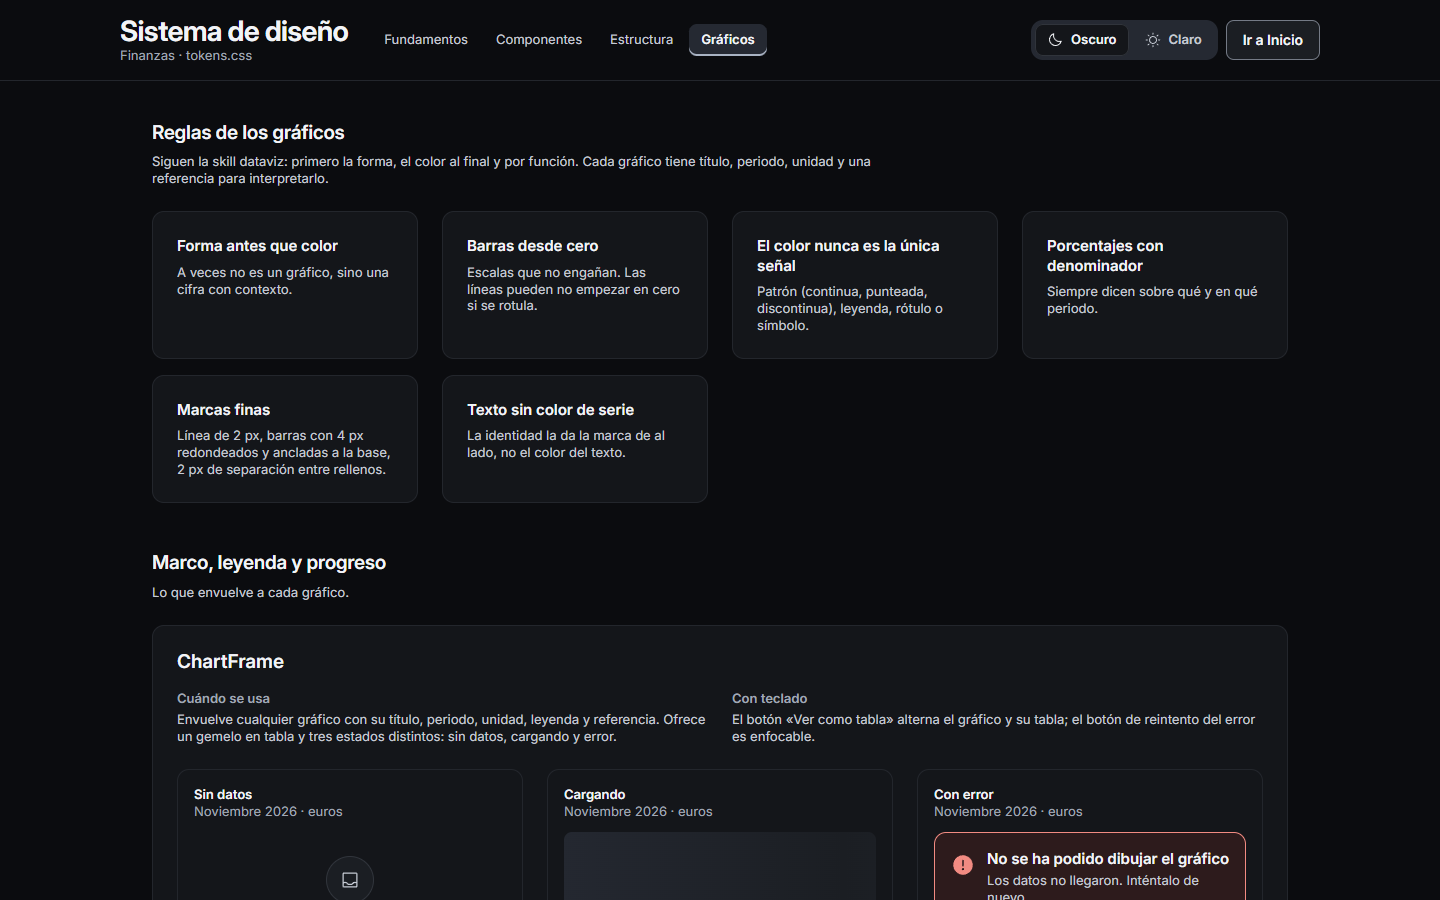 Sistema de diseño
Finanzas · tokens.css
Fundamentos
Componentes
Estructura
Gráficos
Oscuro
Claro
Ir a Inicio
Reglas de los gráficos
Siguen la skill dataviz: primero la forma, el color al final y por función. Cada gráfico tiene título, periodo, unidad y una
referencia para interpretarlo.
Forma antes que color
A veces no es un gráfico, sino una
cifra con contexto.
Barras desde cero
Escalas que no engañan. Las
líneas pueden no empezar en cero
si se rotula.
El color nunca es la única
señal
Patrón (continua, punteada,
discontinua), leyenda, rótulo o
símbolo.
Porcentajes con
denominador
Siempre dicen sobre qué y en qué
periodo.
Marcas finas
Línea de 2 px, barras con 4 px
redondeados y ancladas a la base,
2 px de separación entre rellenos.
Texto sin color de serie
La identidad la da la marca de al
lado, no el color del texto.
Marco, leyenda y progreso
Lo que envuelve a cada gráfico.
ChartFrame
Cuándo se usa
Envuelve cualquier gráfico con su título, periodo, unidad, leyenda y referencia. Ofrece
un gemelo en tabla y tres estados distintos: sin datos, cargando y error.
Con teclado
El botón «Ver como tabla» alterna el gráfico y su tabla; el botón de reintento del error
es enfocable.
Sin datos
Noviembre 2026 · euros
Cargando
Noviembre 2026 · euros
Con error
Noviembre 2026 · euros
No se ha podido dibujar el gráfico
Los datos no llegaron. Inténtalo de
nuevo.